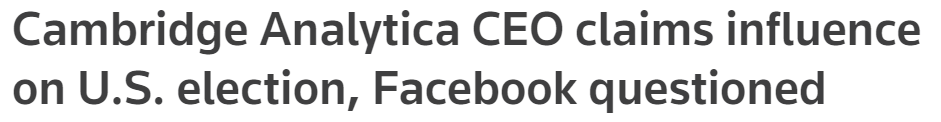 Cambridge Analytica CEO claims influence
on U.S. election, Facebook questioned